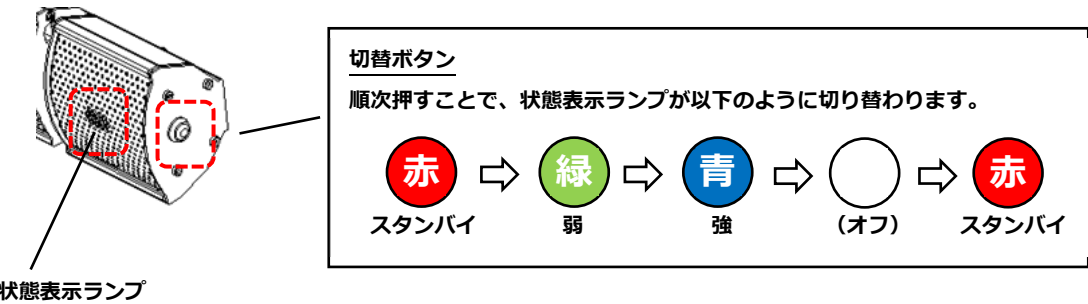 切替ボタン
順次押すことで、状態表示ランプが以下のように切り替わります。
赤 緑 青 赤
スタンバイ 弱 強 （オフ） スタンバイ
状態表示ランプ